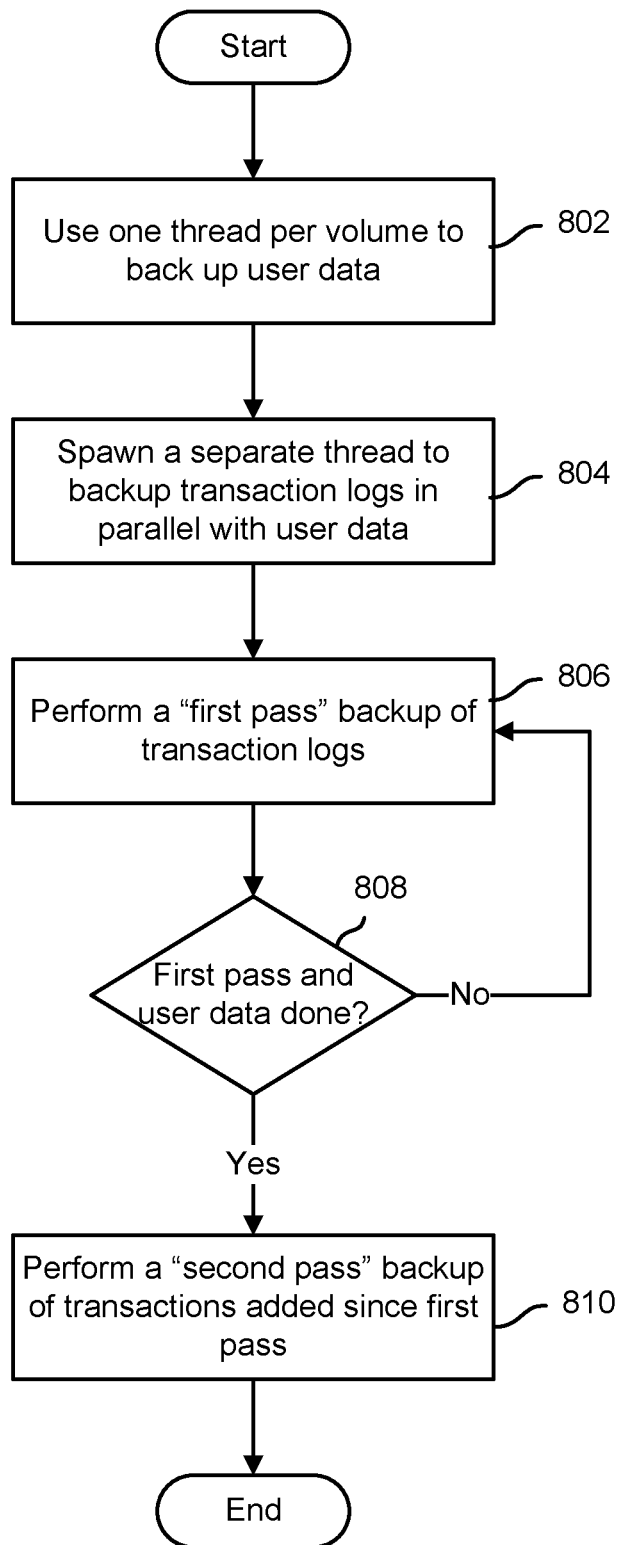 Start
Use one thread per volume to
back up user data
802
Spawn a separate thread to
backup transaction logs in
parallel with user data
804
Perform a “first pass” backup of
transaction logs
806
808
First pass and
user data done?
No
Yes
Perform a “second pass” backup
of transactions added since first
pass
810
End